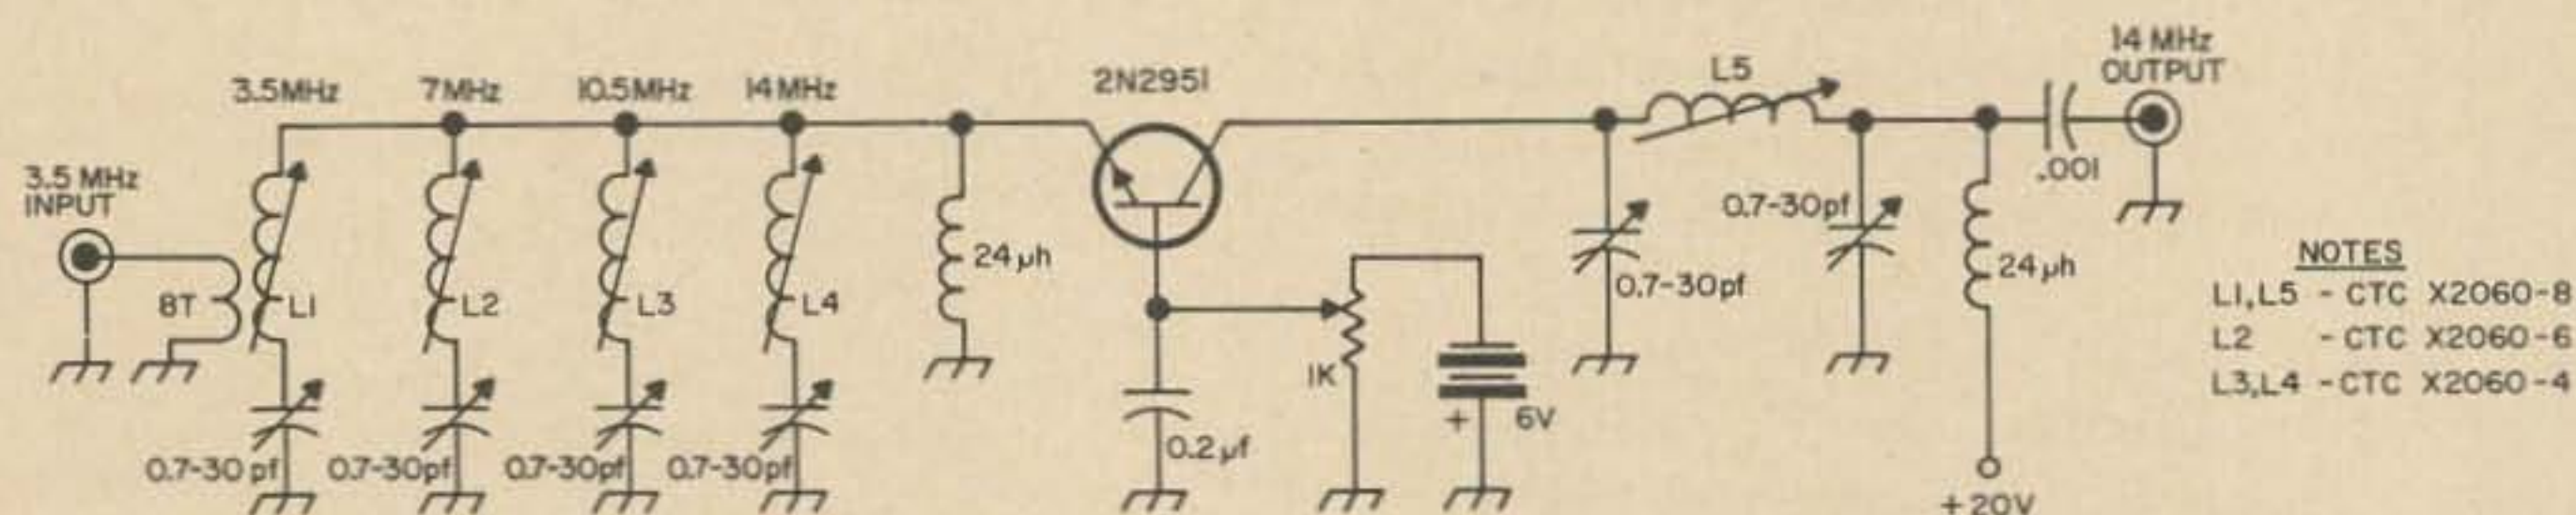 3.5MHz
7MHz
10.5MHz
14MHz
2N2951
L5
14 MHz
OUTPUT
3.5 MHz
INPUT
8T
L1
L2
L3
L4
24μh
.001
0.7-30pf
0.7-30pf
24μh
1K
+ 6V
0.2μf
0.7-30pf
0.7-30pf
0.7-30pf
0.7-30pf
+20V
NOTES
L1,L5 - CTC X2060-8
L2 - CTC X2060-6
L3,L4 - CTC X2060-4